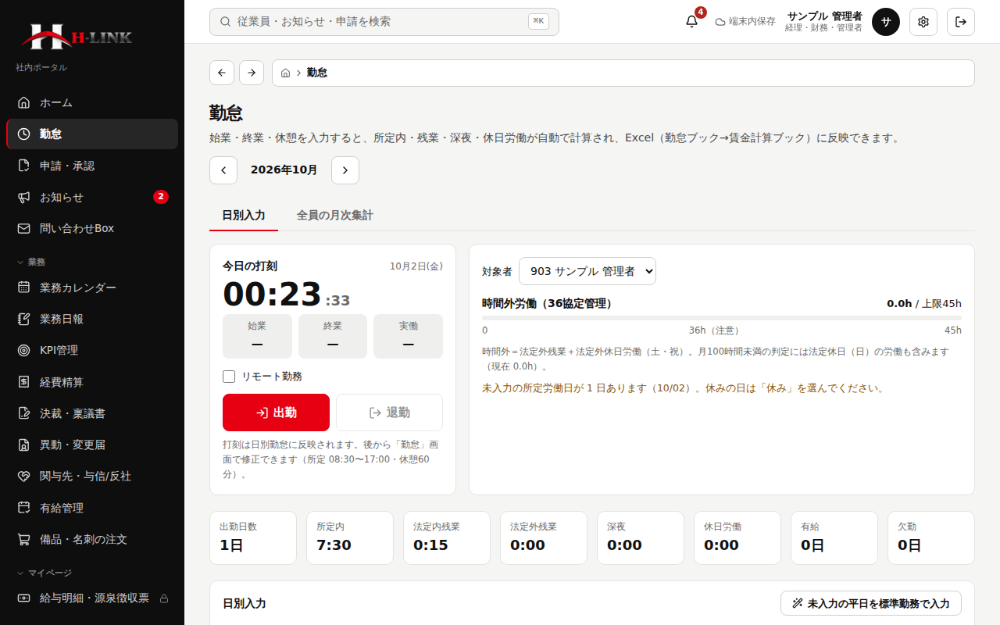 H-LINK
社内ポータル
ホーム
勤怠
申請・承認
お知らせ 2
問い合わせBox
業務
業務カレンダー
業務日報
KPI管理
経費精算
決裁・稟議書
異動・変更届
関与先・与信/反社
有給管理
備品・名刺の注文
マイページ
給与明細・源泉徴収票
従業員・お知らせ・申請を検索 ⌘K
4
端末内保存
サンプル 管理者
経理・財務・管理者
サ
勤怠
勤怠
始業・終業・休憩を入力すると、所定内・残業・深夜・休日労働が自動で計算され、Excel（勤怠ブック→賃金計算ブック）に反映できます。
2026年10月
日別入力 全員の月次集計
今日の打刻 10月2日(金)
00:23 :33
始業 終業 実働
— — —
リモート勤務
出勤 退勤
打刻は日別勤怠に反映されます。後から「勤怠」画
面で修正できます（所定 08:30〜17:00・休憩60
分）。
対象者 903 サンプル 管理者
時間外労働（36協定管理） 0.0h / 上限45h
0 36h（注意） 45h
時間外＝法定外残業＋法定外休日労働（土・祝）。月100時間未満の判定には法定休日（日）の労働も含みます
（現在 0.0h）。
未入力の所定労働日が 1 日あります（10/02）。休みの日は「休み」を選んでください。
出勤日数 所定内 法定内残業 法定外残業 深夜 休日労働 有給 欠勤
1日 7:30 0:15 0:00 0:00 0:00 0日 0日
日別入力 未入力の平日を標準勤務で入力